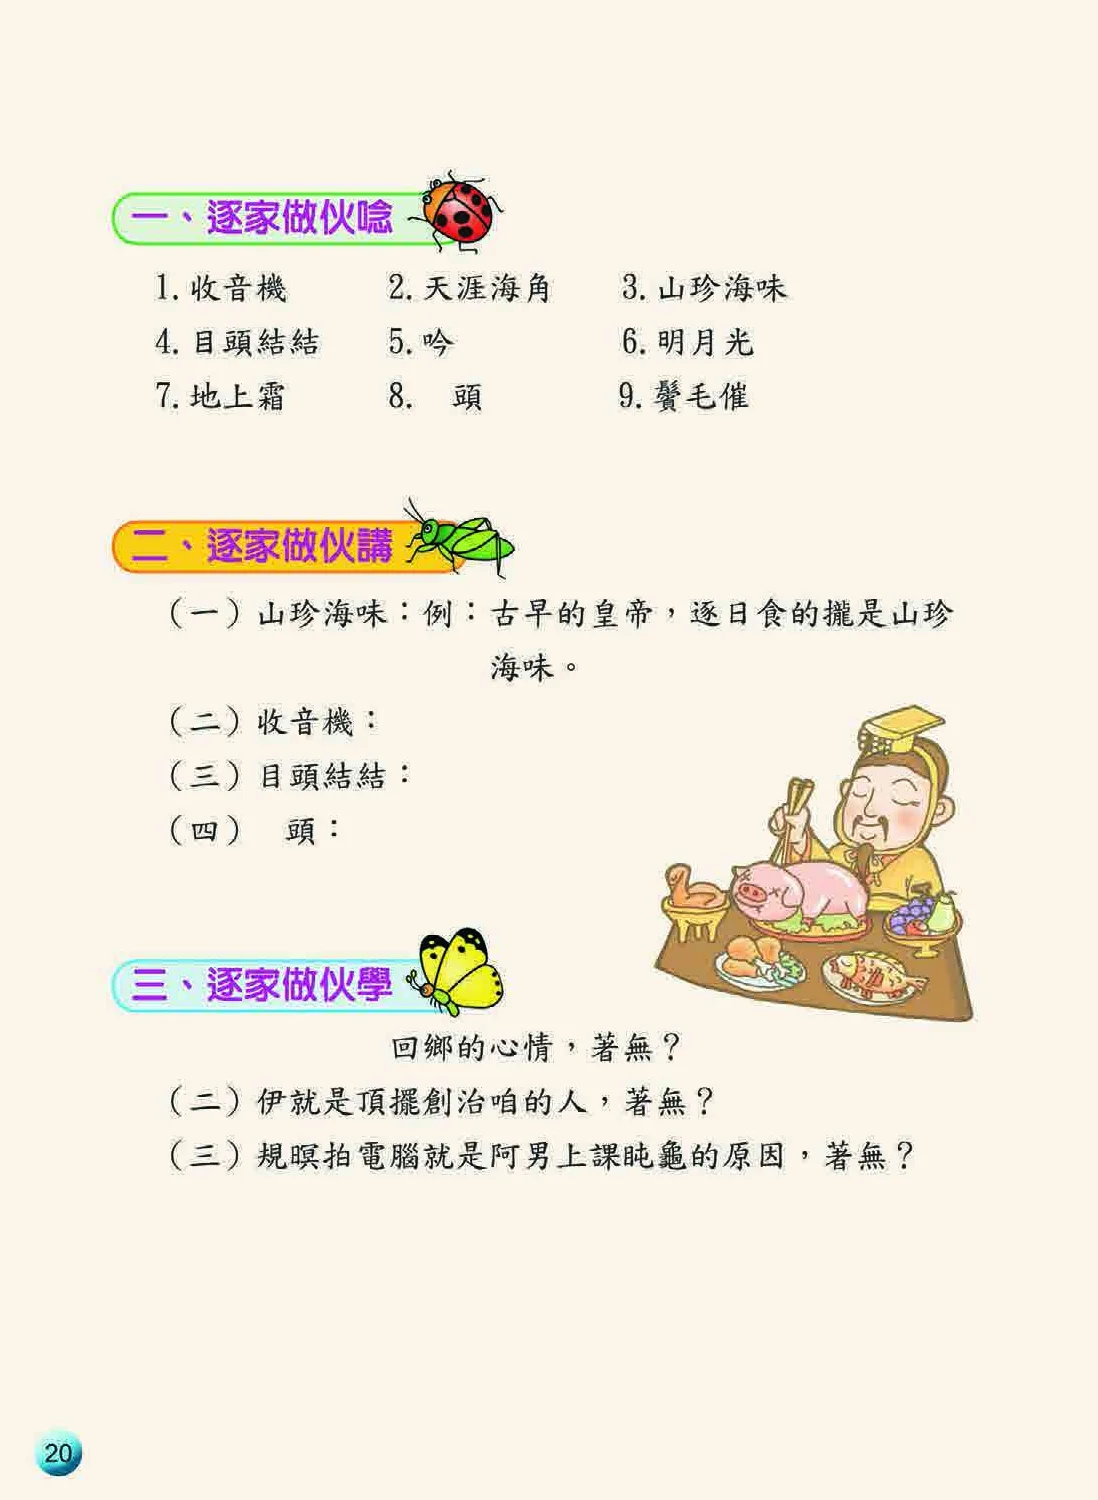 一、逐家做伙唸
1.收音機 2.天涯海角 3.山珍海味
4.目頭結結 5.吟 6.明月光
7.地上霜 8. 頭 9.鬢毛催
二、逐家做伙講
（一）山珍海味：例：古早的皇帝，逐日食的攏是山珍
海味。
（二）收音機：
（三）目頭結結：
（四） 頭：
三、逐家做伙學
回鄉的心情，著無？
（二）伊就是頂擺創治咱的人，著無？
（三）規暝拍電腦就是阿男上課盹龜的原因，著無？
20